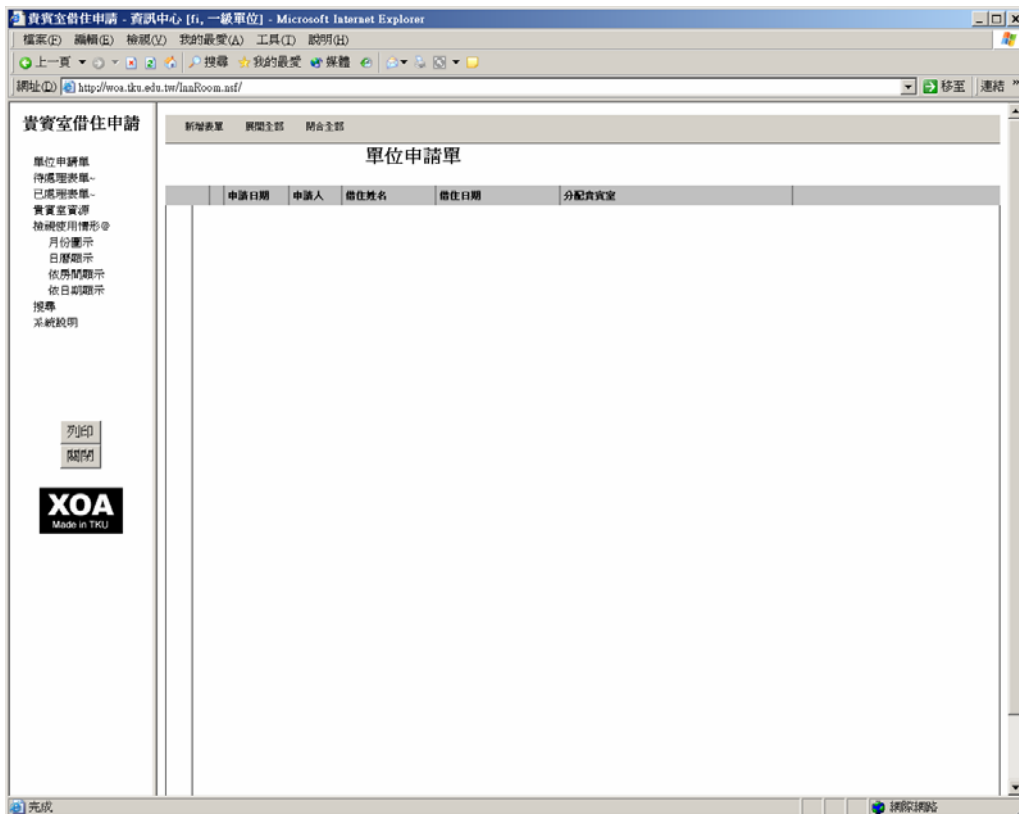 貴賓室借住申請 - 資訊中心 [fi, 一級單位] - Microsoft Internet Explorer
檔案(F) 編輯(E) 檢視(V) 我的最愛(A) 工具(T) 說明(H)
上一頁 搜尋 我的最愛 媒體
網址(D) http://woa.tku.edu.tw/InnRoom.nsf/ 移至 連結 »
貴賓室借住申請
單位申請單
待處理表單~
已處理表單~
貴賓室資源
檢視使用情形@
月份圖示
日曆顯示
依房間顯示
依日期顯示
搜尋
系統說明
列印
關閉
XOA
Made in TKU
新增表單 展開全部 閉合全部
單位申請單
申請日期 申請人 借住姓名 借住日期 分配貴賓室
完成 網際網路